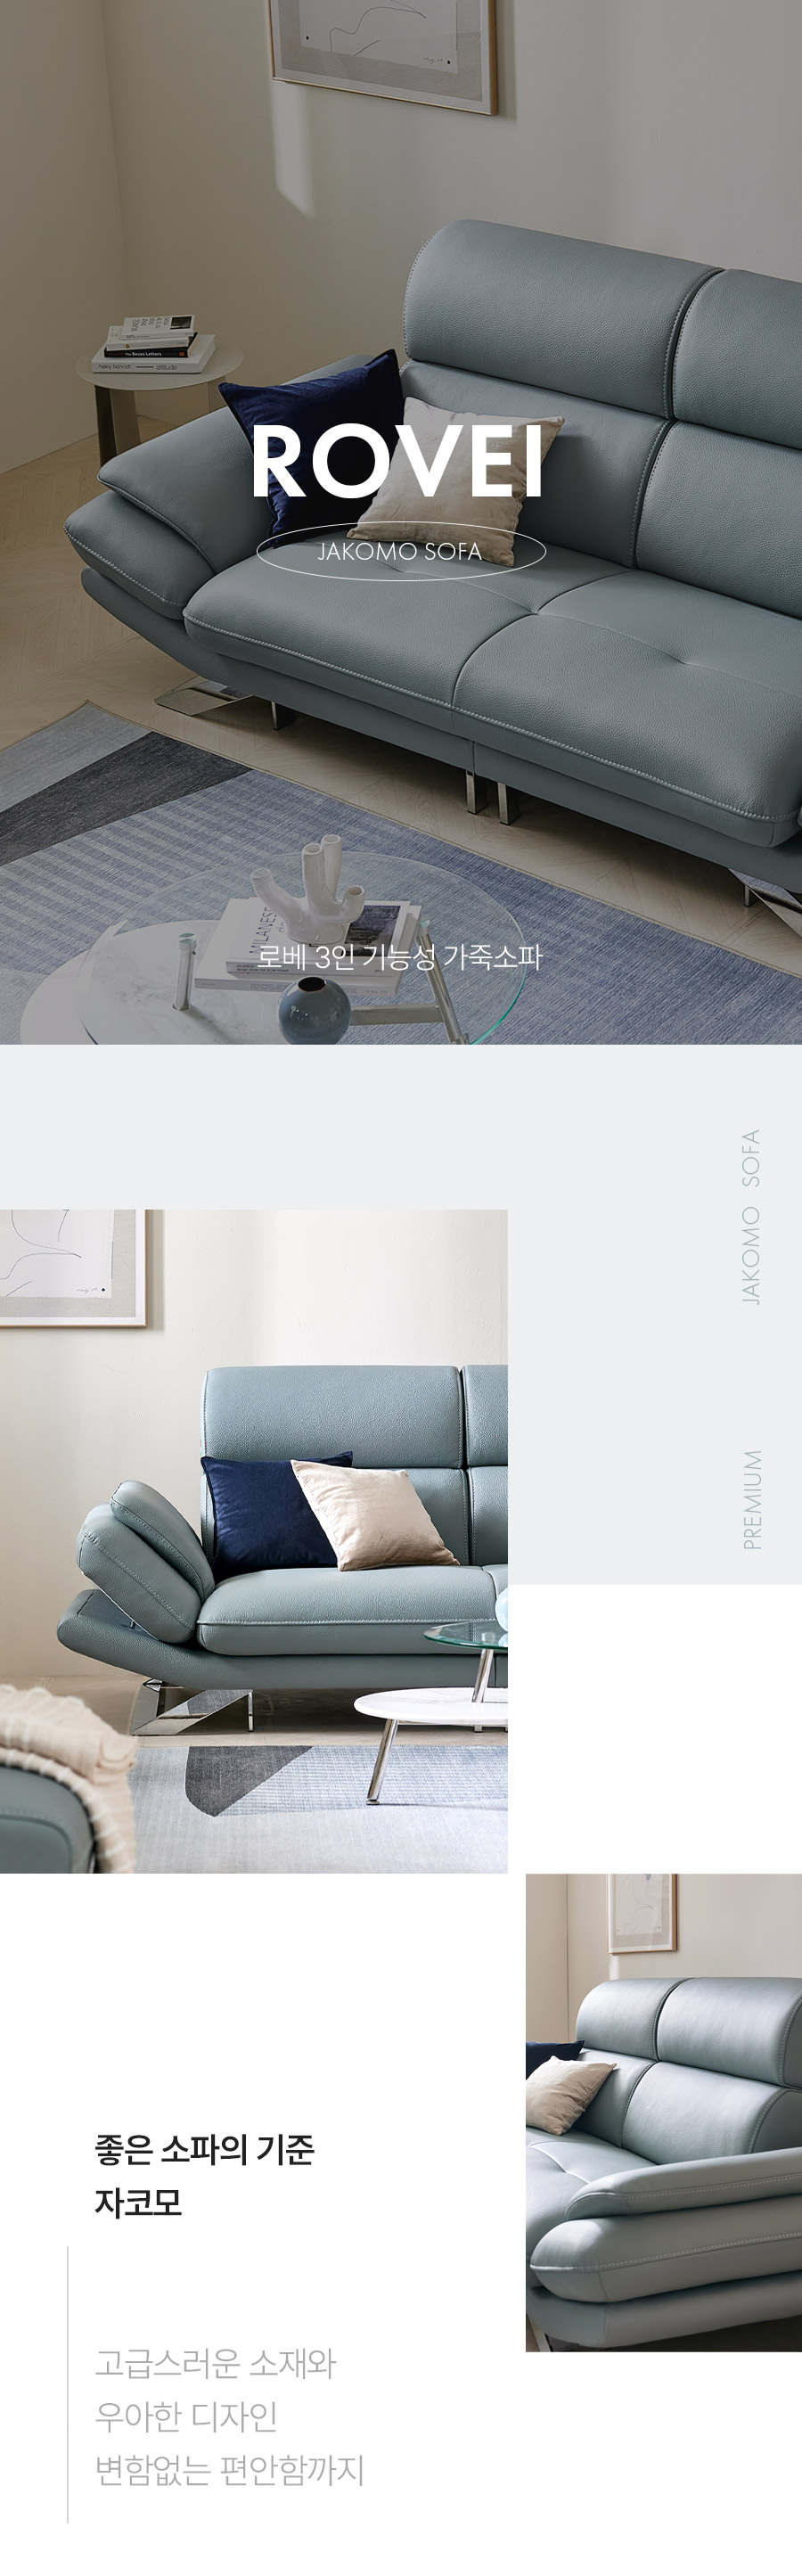 ROVEI
JAKOMO SOFA
로베 3인 기능성 가죽소파
MILANESE
JAKOMO SOFA
PREMIUM
좋은 소파의 기준
자코모
고급스러운 소재와
우아한 디자인
변함없는 편안함까지